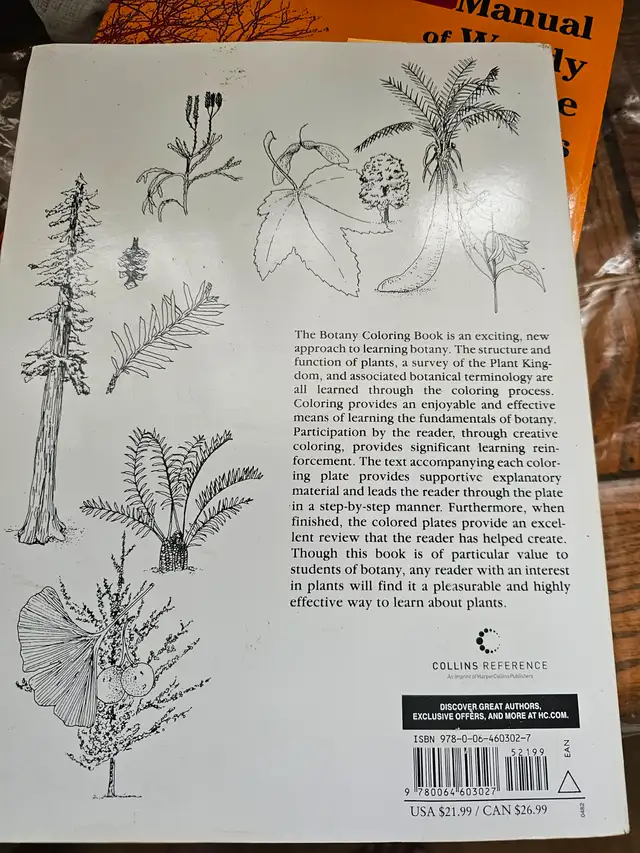 Manual
of Woody
The Botany Coloring Book is an exciting, new
approach to learning botany. The structure and
function of plants, a survey of the Plant King-
dom, and associated botanical terminology are
all learned through the coloring process.
Coloring provides an enjoyable and effective
means of learning the fundamentals of botany.
Participation by the reader, through creative
coloring, provides significant learning rein-
forcement. The text accompanying each color-
ing plate provides supportive explanatory
material and leads the reader through the plate
in a step-by-step manner. Furthermore, when
finished, the colored plates provide an excel-
lent review that the reader has helped create.
Though this book is of particular value to
students of botany, any reader with an interest
in plants will find it a pleasurable and highly
effective way to learn about plants.
COLLINS REFERENCE
An Imprint of HarperCollinsPublishers
DISCOVER GREAT AUTHORS,
EXCLUSIVE OFFERS, AND MORE AT HC.COM.
ISBN 978-0-06-460302-7
52199
EAN
9 780064 603027
USA $21.99 / CAN $26.99